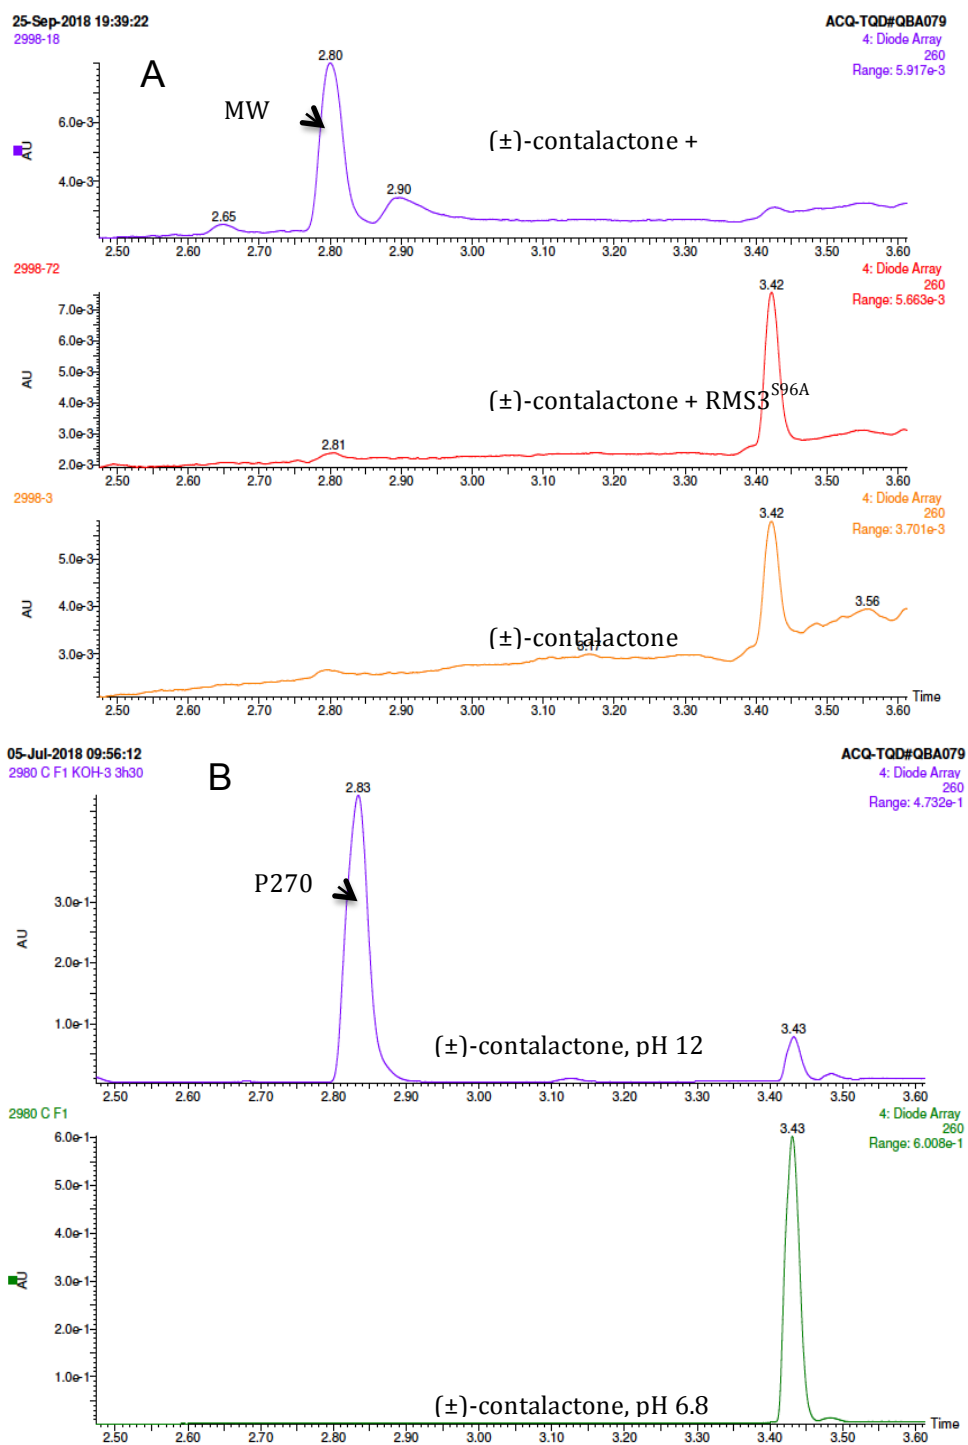 25-Sep-2018 19:39:22 ACQ-TQD#QBA079
2998-18 4: Diode Array
260
Range: 5.917e-3
A
2.80
MW
(±)-contalactone +
6.0e-3
AU
4.0e-3
2.65
2.90
2.50 2.60 2.70 2.80 2.90 3.00 3.10 3.20 3.30 3.40 3.50 3.60
2998-72 4: Diode Array
260
Range: 5.663e-3
3.42
7.0e-3
6.0e-3
5.0e-3
AU
4.0e-3
(±)-contalactone + RMS3S96A
3.0e-3
2.81
2.0e-3
2.50 2.60 2.70 2.80 2.90 3.00 3.10 3.20 3.30 3.40 3.50 3.60
2998-3 4: Diode Array
260
Range: 3.701e-3
3.42
5.0e-3
AU
4.0e-3
3.56
(±)-contalactone
3.17
3.0e-3
Time
2.50 2.60 2.70 2.80 2.90 3.00 3.10 3.20 3.30 3.40 3.50 3.60
05-Jul-2018 09:56:12 ACQ-TQD#QBA079
2980 C F1 KOH-3 3h30 4: Diode Array
260
Range: 4.732e-1
B
2.83
P270
3.0e-1
AU
2.0e-1
1.0e-1
(±)-contalactone, pH 12
3.43
2.50 2.60 2.70 2.80 2.90 3.00 3.10 3.20 3.30 3.40 3.50 3.60
2980 C F1 4: Diode Array
260
Range: 6.008e-1
3.43
6.0e-1
5.0e-1
4.0e-1
AU
3.0e-1
2.0e-1
1.0e-1
(±)-contalactone, pH 6.8
Time
2.50 2.60 2.70 2.80 2.90 3.00 3.10 3.20 3.30 3.40 3.50 3.60